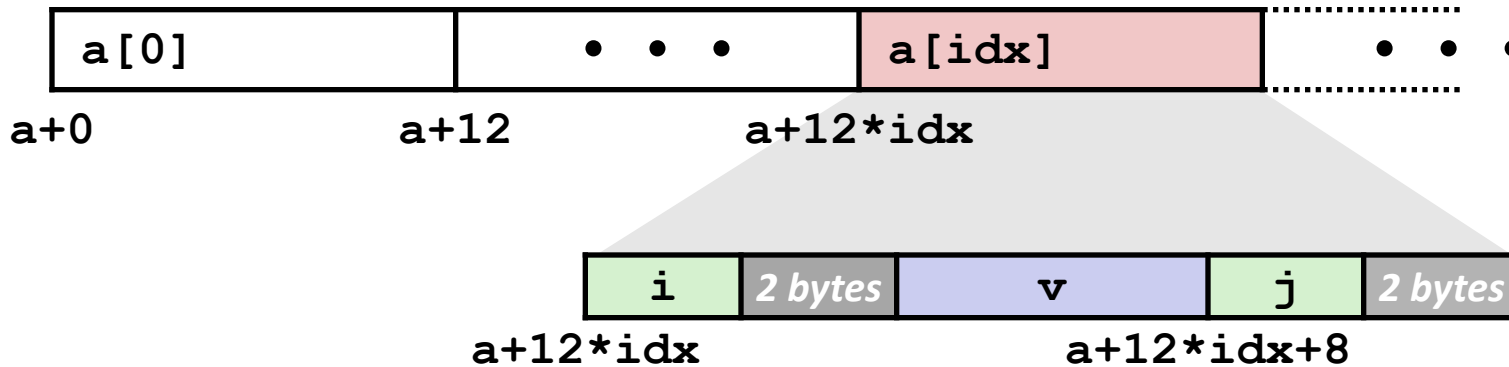 a[0] • • • a[idx] • • •
a+0 a+12 a+12*idx
i 2 bytes v j 2 bytes
a+12*idx a+12*idx+8